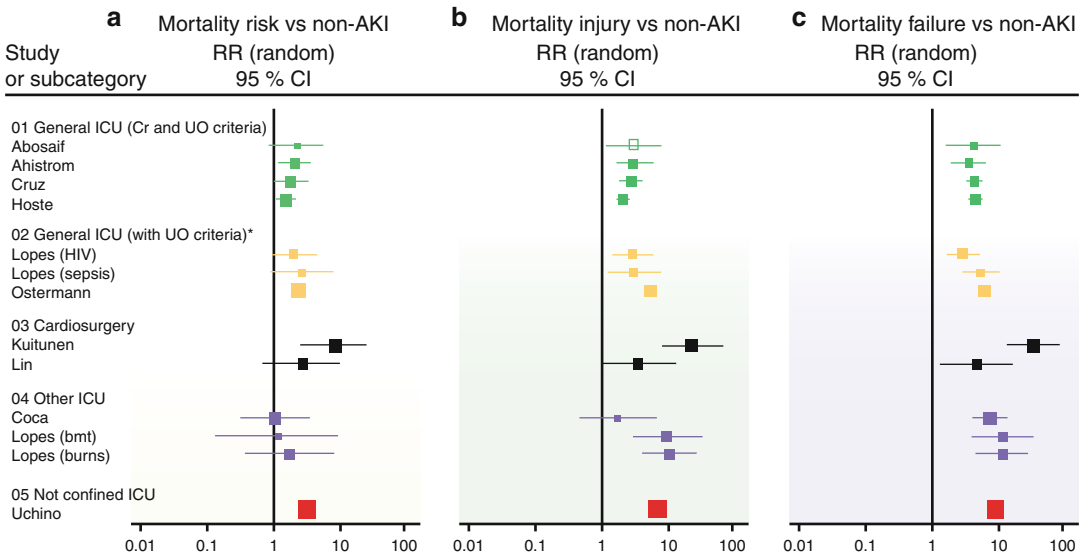 a Mortality risk vs non-AKI b Mortality injury vs non-AKI c Mortality failure vs non-AKI
Study RR (random) RR (random) RR (random)
or subcategory 95 % CI 95 % CI 95 % CI
01 General ICU (Cr and UO criteria)
Abosaif
Ahistrom
Cruz
Hoste
02 General ICU (with UO criteria)*
Lopes (HIV)
Lopes (sepsis)
Ostermann
03 Cardiosurgery
Kuitunen
Lin
04 Other ICU
Coca
Lopes (bmt)
Lopes (burns)
05 Not confined ICU
Uchino
0.01 0.1 1 10 100 0.01 0.1 1 10 100 0.01 0.1 1 10 100